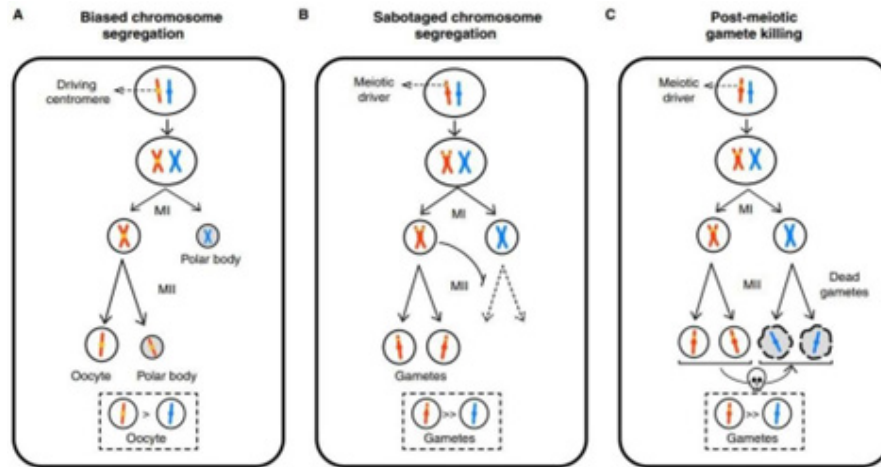 A
Biased chromosome
segregation
Driving
centromere
MI
Polar body
MII
Oocyte
Polar body
>
Oocyte
B
Sabotaged chromosome
segregation
Meiotic
driver
MI
MII
Gametes
>>
Gametes
C
Post-meiotic
gamete killing
Meiotic
driver
MI
MII
Dead
gametes
>>
Gametes